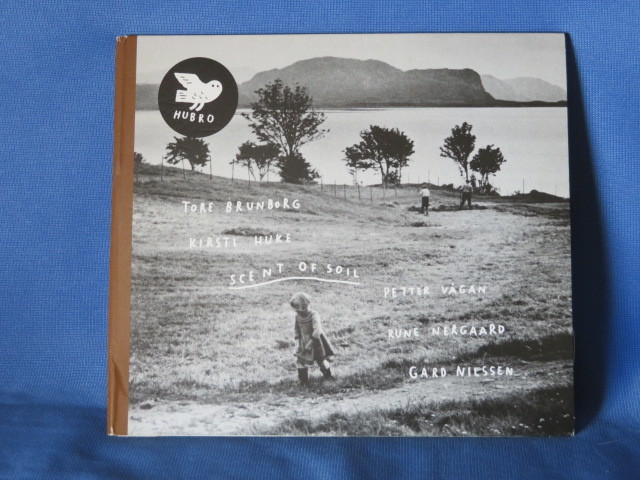 HUBRO
TORE BRUNBORG
KIRSTI HUKE
SCENT OF SOIL
PETTER VÅGAN
RUNE NERGAARD
GARD NILSSEN